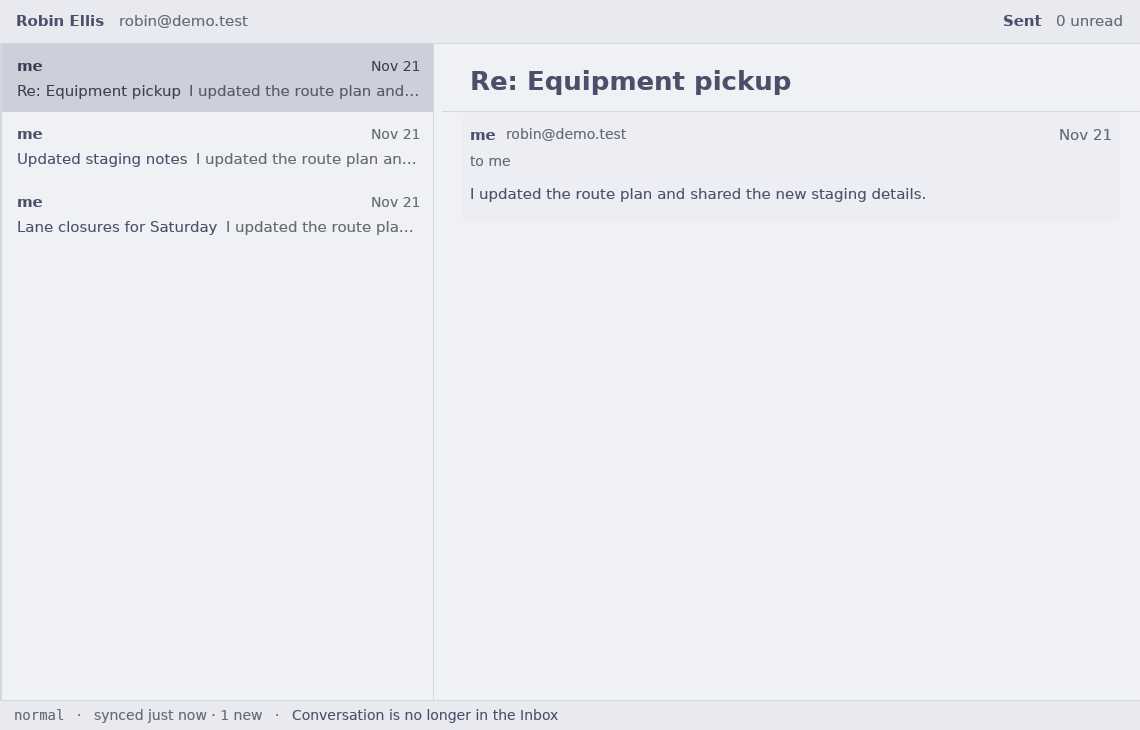 Robin Ellis robin@demo.test Sent 0 unread
me Nov 21
Re: Equipment pickup I updated the route plan and…
me Nov 21
Updated staging notes I updated the route plan an…
me Nov 21
Lane closures for Saturday I updated the route pla…
Re: Equipment pickup
me robin@demo.test Nov 21
to me
I updated the route plan and shared the new staging details.
normal · synced just now · 1 new · Conversation is no longer in the Inbox